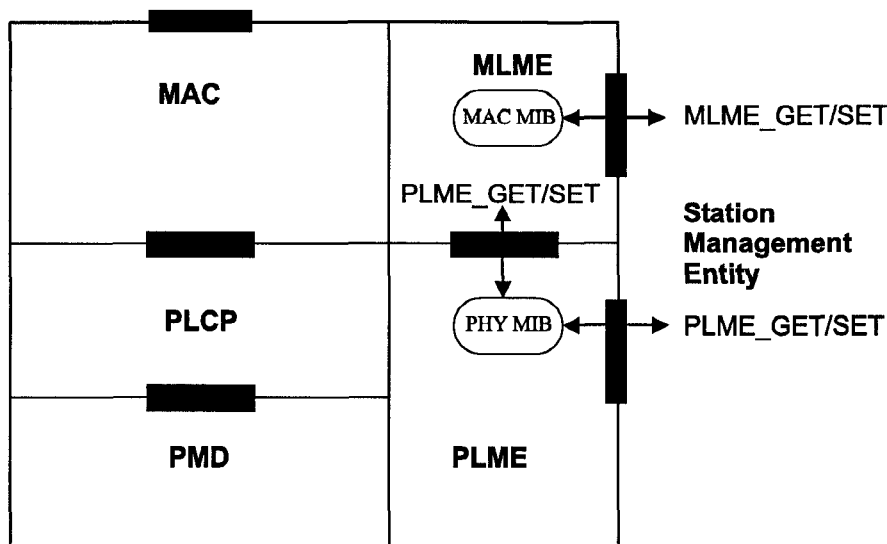 MLME
MAC
MAC MIB
MLME_GET/SET
PLME_GET/SET
Station
Management
Entity
PLCP
PHY MIB
PLME_GET/SET
PMD
PLME